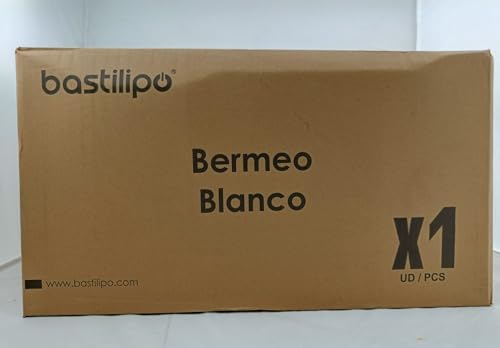 bastilipo®
Bermeo
Blanco
X1
UD / PCS
www.bastilipo.com